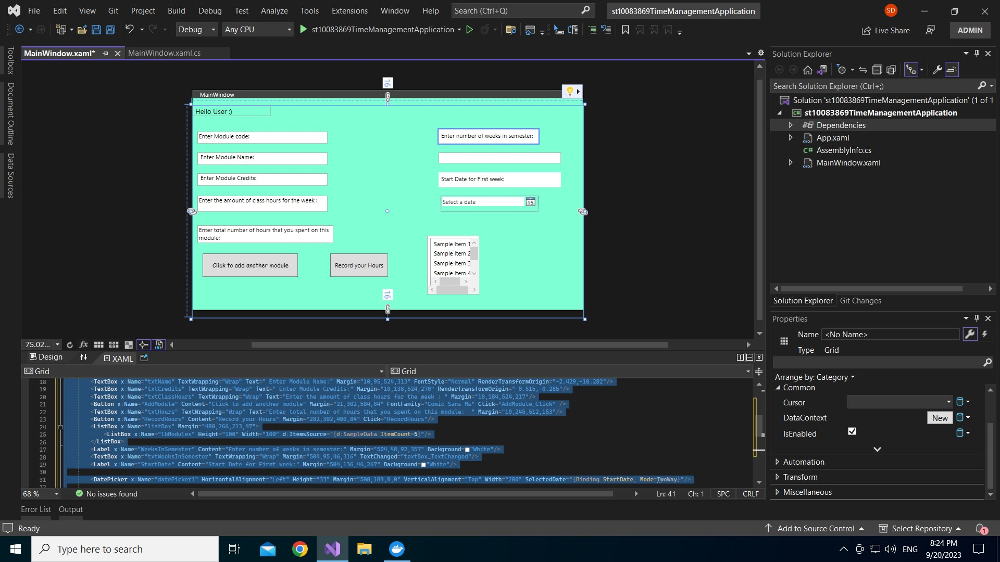 File Edit View Git Project Build Debug Test Analyze Tools Extensions Window Help Search (Ctrl+Q) st10083869TimeManagementApplication SD
Debug Any CPU st10083869TimeManagementApplication Live Share ADMIN
MainWindow.xaml* MainWindow.xaml.cs
Toolbox
Document Outline
Data Sources
16
MainWindow
Hello User :)
Enter Module code:
Enter number of weeks in semester:
Enter Module Name:
Enter Module Credits:
Start Date for First week:
Enter the amount of class hours for the week :
Select a date 15
Enter total number of hours that you spent on this
module:
Sample Item 1
Sample Item 2
Sample Item 3
Sample Item 4
Click to add another module
Record your Hours
16
75.02...
Design XAML
Grid Grid
18 <TextBox x:Name="txtName" TextWrapping="Wrap" Text=" Enter Module Name:" Margin="10,95,524,313" FontStyle="Normal" RenderTransformOrigin="-2.429,-10.282"/>
19 <TextBox x:Name="txtCredits" TextWrapping="Wrap" Text=" Enter Module Credits:" Margin="10,138,524,270" RenderTransformOrigin="-0.515,-0.285"/>
20 <TextBox x:Name="txtClassHours" TextWrapping="Wrap" Text="Enter the amount of class hours for the week : " Margin="10,184,524,217"/>
21 <Button x:Name="AddModule" Content="Click to add another module" Margin="21,302,584,84" FontFamily="Comic Sans Ms" Click="AddModule_Click" />
22 <TextBox x:Name="txtHours" TextWrapping="Wrap" Text="Enter total number of hours that you spent on this module:  " Margin="10,245,512,153"/>
23 <Button x:Name="RecordHours" Content="Record your Hours" Margin="282,302,400,84" Click="RecordHours"/>
24 <ListBox x:Name="listBox" Margin="480,266,213,47">
25 <ListBox x:Name="lbModules" Height="100" Width="100" d:ItemsSource="{d:SampleData ItemCount=5}"/>
26 </ListBox>
27 <Label x:Name="WeeksInSemester" Content="Enter number of weeks in semester:" Margin="504,48,92,357" Background="White"/>
28 <TextBox x:Name="txtWeeksInSemester" TextWrapping="Wrap" Margin="504,95,46,316" TextChanged="textBox_TextChanged"/>
29 <Label x:Name="StartDate" Content="Start Date for First week:" Margin="504,136,46,267" Background="White"/>
30
31 <DatePicker x:Name="datePicker1" HorizontalAlignment="Left" Height="33" Margin="508,184,0,0" VerticalAlignment="Top" Width="200" SelectedDate="{Binding StartDate, Mode=TwoWay}"/>
32
68 % No issues found Ln: 41 Ch: 1 SPC CRLF
Error List Output
Solution Explorer
Search Solution Explorer (Ctrl+;)
Solution 'st10083869TimeManagementApplication' (1 of 1
st10083869TimeManagementApplication
Dependencies
App.xaml
AssemblyInfo.cs
MainWindow.xaml
Solution Explorer Git Changes
Properties
Name <No Name>
Type Grid
Arrange by: Category
Common
Cursor
DataContext New
IsEnabled
Automation
Transform
Miscellaneous
Ready Add to Source Control Select Repository 1
Type here to search ENG 8:24 PM
9/20/2023